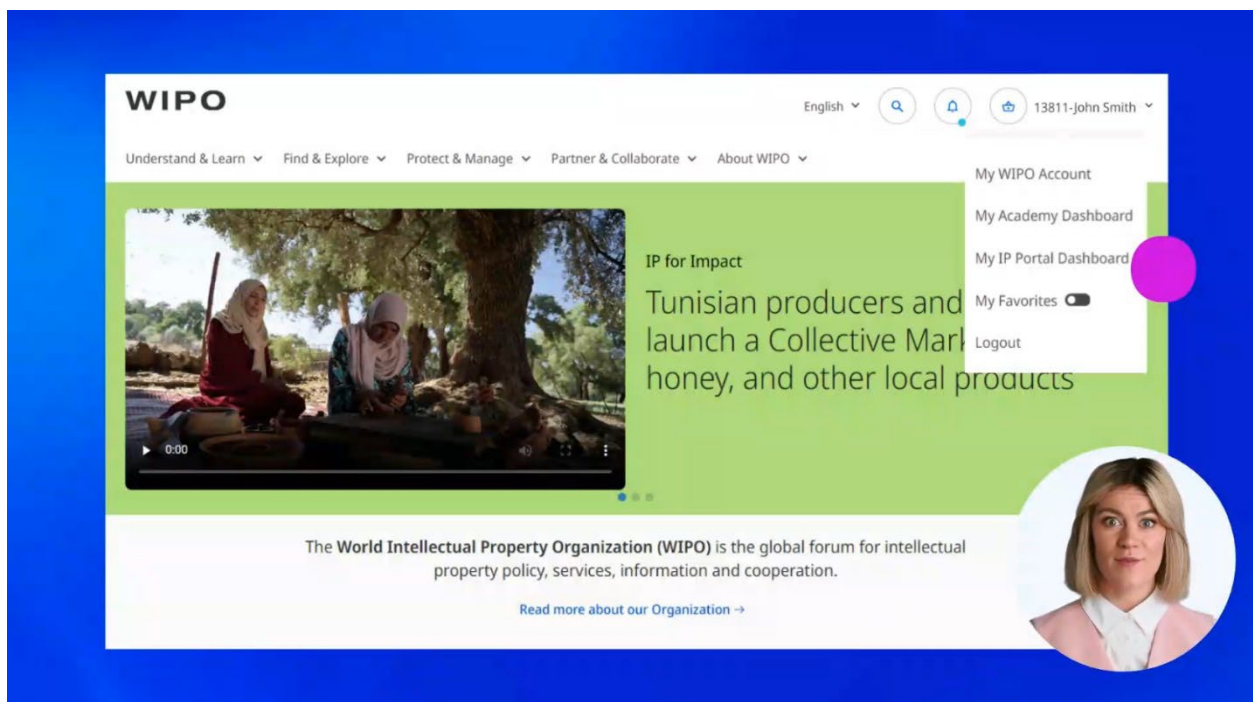 WIPO
English
13811-John Smith
Understand & Learn
Find & Explore
Protect & Manage
Partner & Collaborate
About WIPO
My WIPO Account
My Academy Dashboard
My IP Portal Dashboard
My Favorites
Logout
IP for Impact
Tunisian producers and
launch a Collective Mar
honey, and other local products
0:00
The World Intellectual Property Organization (WIPO) is the global forum for intellectual
property policy, services, information and cooperation.
Read more about our Organization →